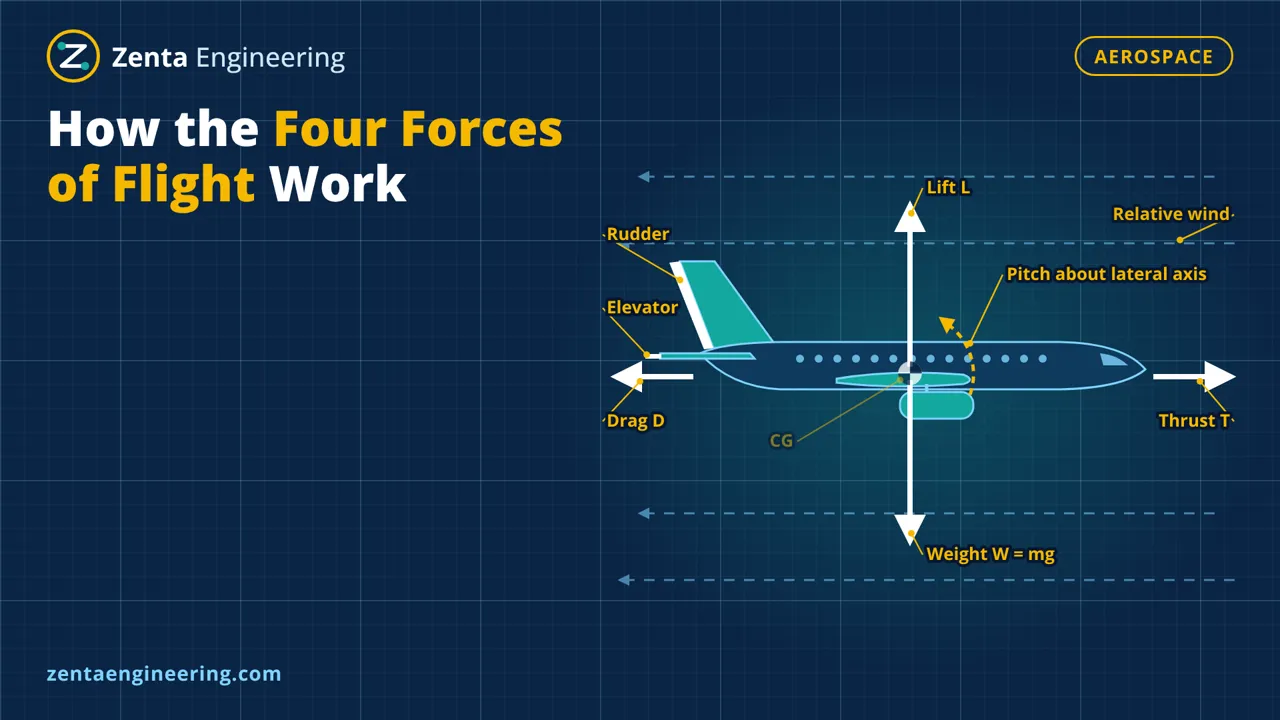 Zenta Engineering
AEROSPACE
How the Four Forces
of Flight Work
Lift L
Relative wind
Rudder
Pitch about lateral axis
Elevator
Drag D
Thrust T
CG
Weight W = mg
zentaengineering.com